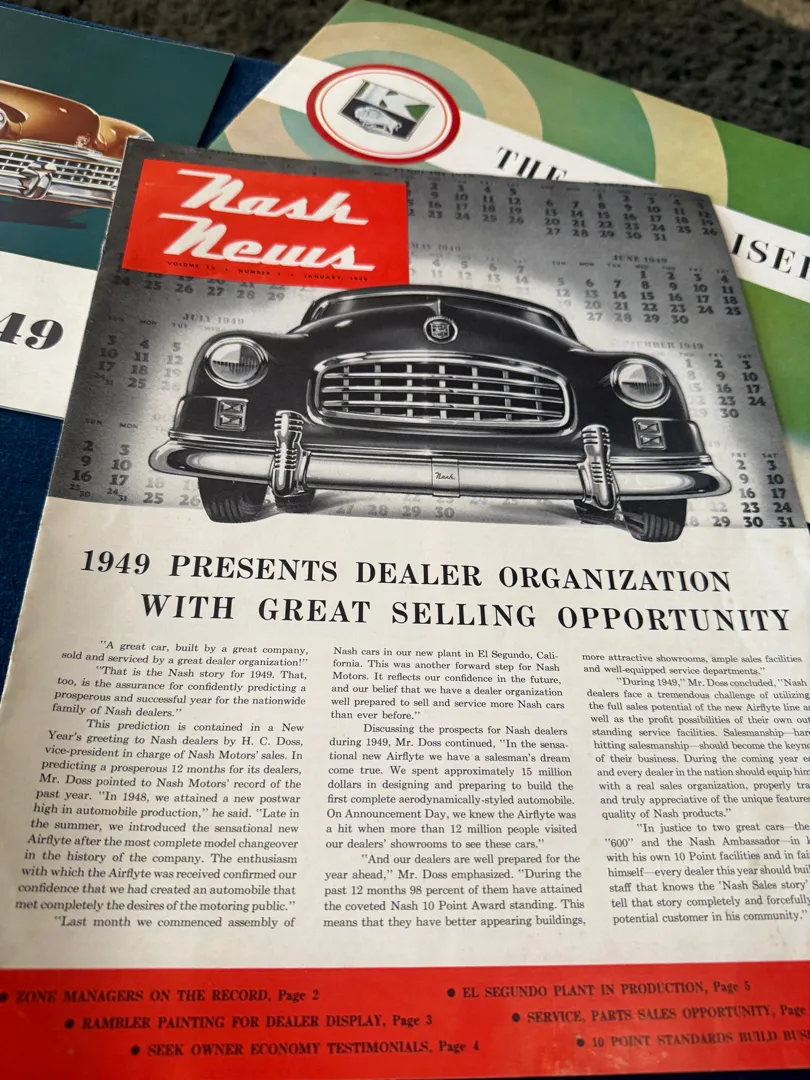 THE
49
Nash
News
VOLUME • NUMBER • JANUARY, 1949
MAY 1949
JUNE 1949
JULY 1949
Nash
1949 PRESENTS DEALER ORGANIZATION
WITH GREAT SELLING OPPORTUNITY
"A great car, built by a great company,
sold and serviced by a great dealer organization!"
"That is the Nash story for 1949. That,
too, is the assurance for confidently predicting a
prosperous and successful year for the nationwide
family of Nash dealers."
This prediction is contained in a New
Year's greeting to Nash dealers by H. C. Doss,
vice-president in charge of Nash Motors' sales. In
predicting a prosperous 12 months for its dealers,
Mr. Doss pointed to Nash Motors' record of the
past year. "In 1948, we attained a new postwar
high in automobile production," he said. "Late in
the summer, we introduced the sensational new
Airflyte after the most complete model changeover
in the history of the company. The enthusiasm
with which the Airflyte was received confirmed our
confidence that we had created an automobile that
met completely the desires of the motoring public."
"Last month we commenced assembly of
Nash cars in our new plant in El Segundo, Cali-
fornia. This was another forward step for Nash
Motors. It reflects our confidence in the future,
and our belief that we have a dealer organization
well prepared to sell and service more Nash cars
than ever before."
Discussing the prospects for Nash dealers
during 1949, Mr. Doss continued, "In the sensa-
tional new Airflyte we have a salesman's dream
come true. We spent approximately 15 million
dollars in designing and preparing to build the
first complete aerodynamically-styled automobile.
On Announcement Day, we knew the Airflyte was
a hit when more than 12 million people visited
our dealers' showrooms to see these cars."
"And our dealers are well prepared for the
year ahead," Mr. Doss emphasized. "During the
past 12 months 98 percent of them have attained
the coveted Nash 10 Point Award standing. This
means that they have better appearing buildings,
more attractive showrooms, ample sales facilities
and well-equipped service departments."
"During 1949," Mr. Doss concluded, "Nash
dealers face a tremendous challenge of utilizing
the full sales potential of the new Airflyte line as
well as the profit possibilities of their own out
standing service facilities. Salesmanship—hard
hitting salesmanship—should become the keyno
of their business. During the coming year
and every dealer in the nation should equip him
with a real sales organization, properly tra
and truly appreciative of the unique feature
quality of Nash products."
"In justice to two great cars—the
"600" and the Nash Ambassador—in
with his own 10 Point facilities and in fai
himself—every dealer this year should bui
staff that knows the 'Nash Sales story'
tell that story completely and forcefully
potential customer in his community."
• ZONE MANAGERS ON THE RECORD, Page 2
• RAMBLER PAINTING FOR DEALER DISPLAY, Page 3
• SEEK OWNER ECONOMY TESTIMONIALS, Page 4
• EL SEGUNDO PLANT IN PRODUCTION, Page 5
• SERVICE, PARTS SALES OPPORTUNITY, Page
• 10 POINT STANDARDS BUILD